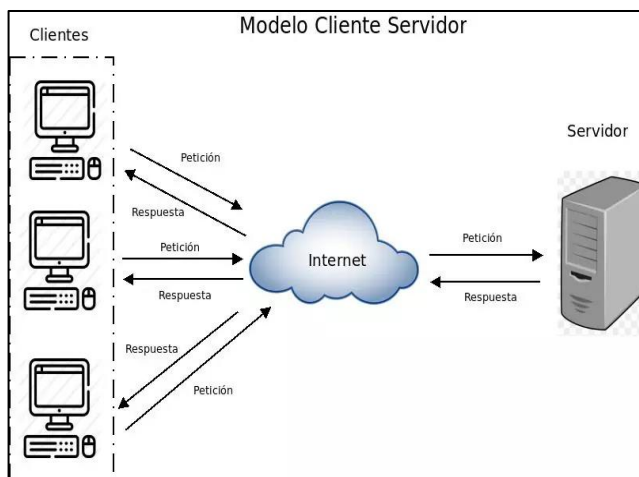 Modelo Cliente Servidor
Clientes
Servidor
Petición
Respuesta
Petición
Respuesta
Internet
Petición
Respuesta
Respuesta
Petición